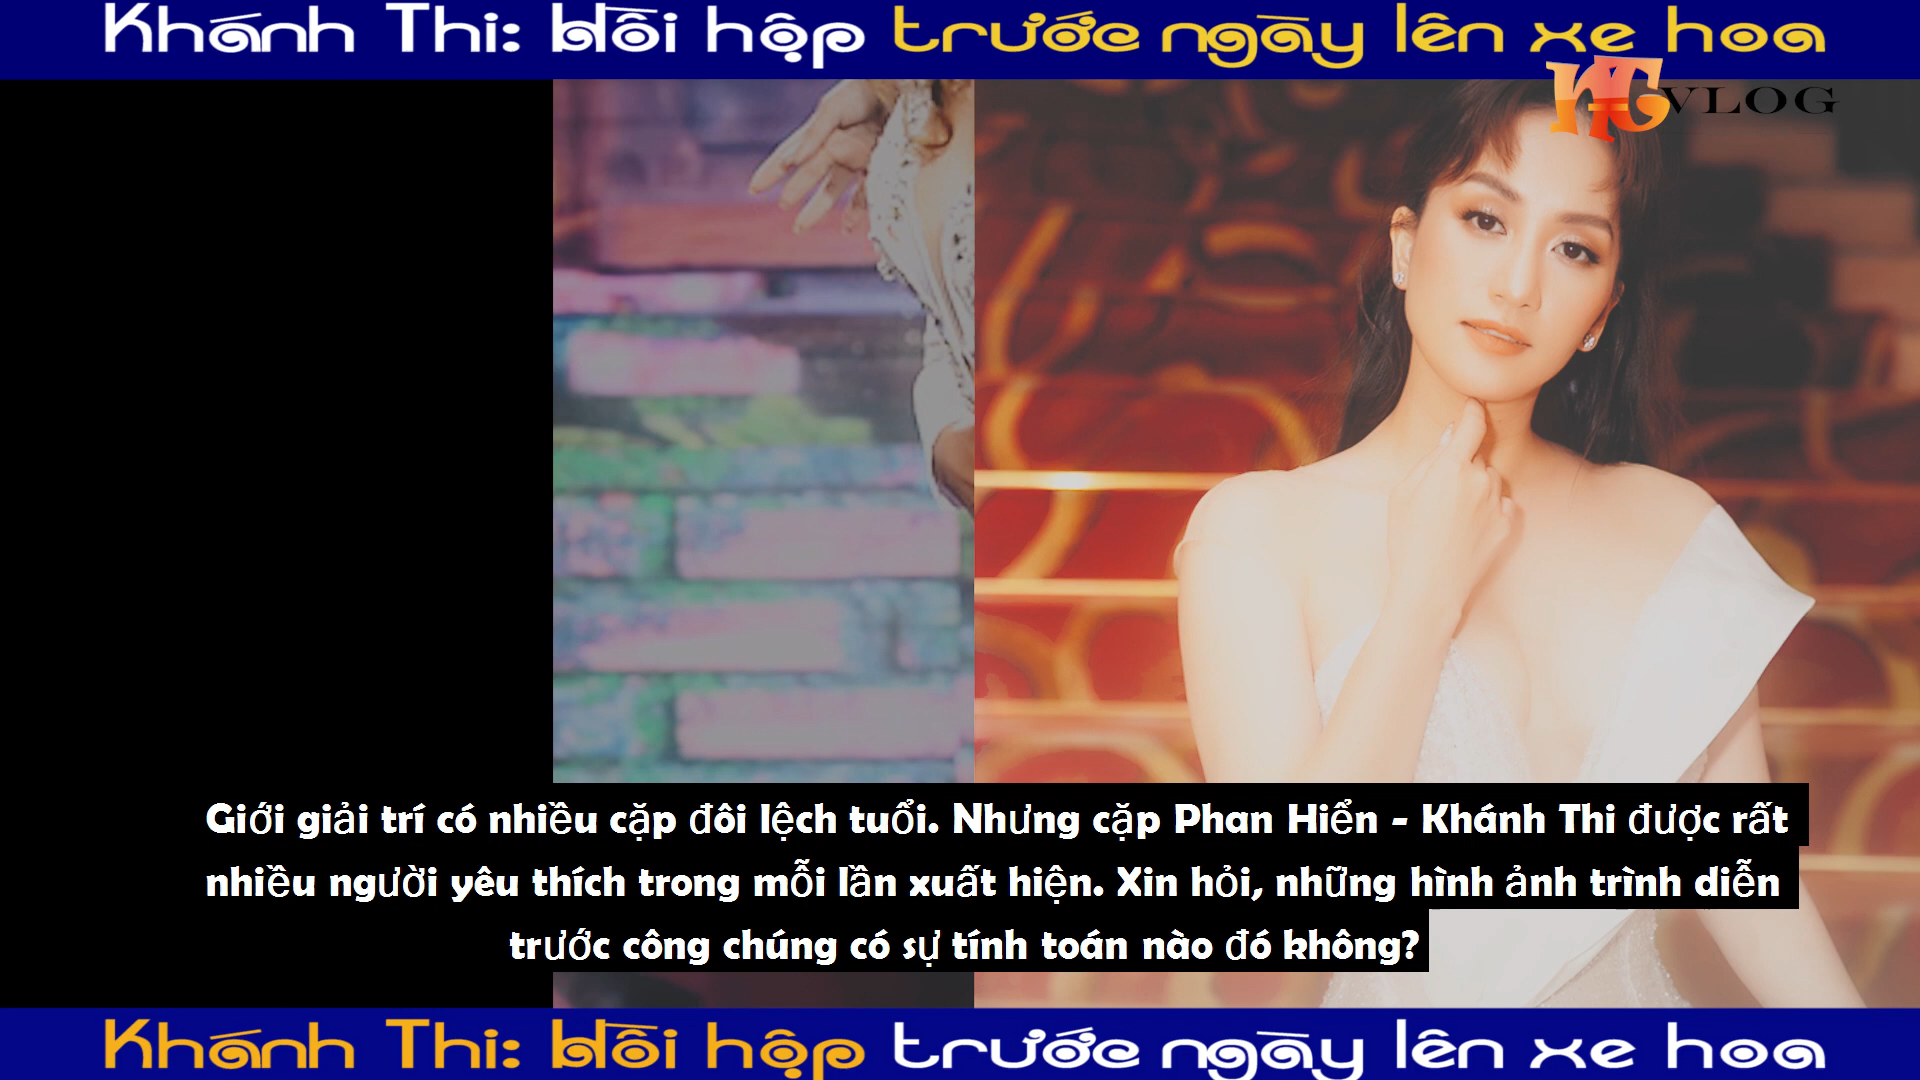 Khánh Thi: Hồi hộp trước ngày lên xe hoa
NTG VLOG
Giới giải trí có nhiều cặp đôi lệch tuổi. Nhưng cặp Phan Hiển - Khánh Thi được rất
nhiều người yêu thích trong mỗi lần xuất hiện. Xin hỏi, những hình ảnh trình diễn
trước công chúng có sự tính toán nào đó không?
Khánh Thi: Hồi hộp trước ngày lên xe hoa